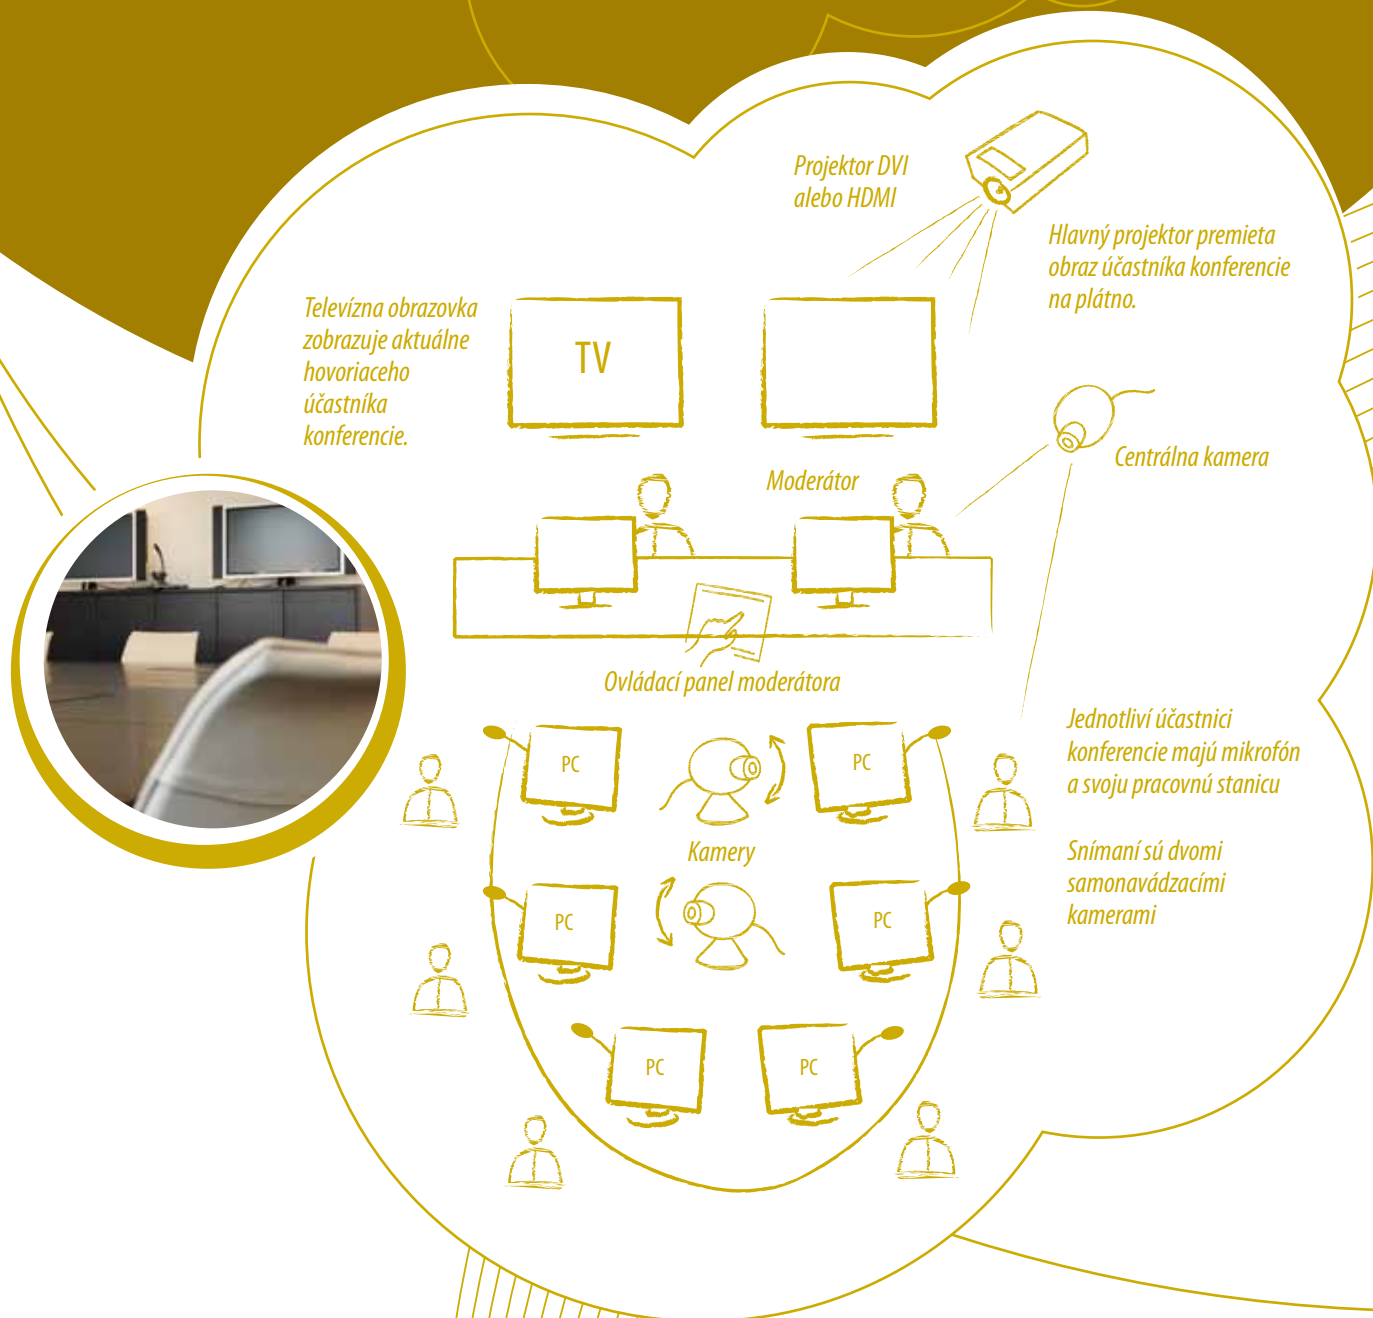 Projektor DVI
alebo HDMI
Hlavný projektor premieta
obraz účastníka konferencie
na plátno.
Televízna obrazovka
zobrazuje aktuálne
hovoriaceho
účastníka
konferencie.
TV
Centrálna kamera
Moderátor
Ovládací panel moderátora
Jednotliví účastnici
konferencie majú mikrofón
a svoju pracovnú stanicu
PC
PC
Kamery
Snímaní sú dvomi
samonavádzacími
kamerami
PC
PC
PC
PC